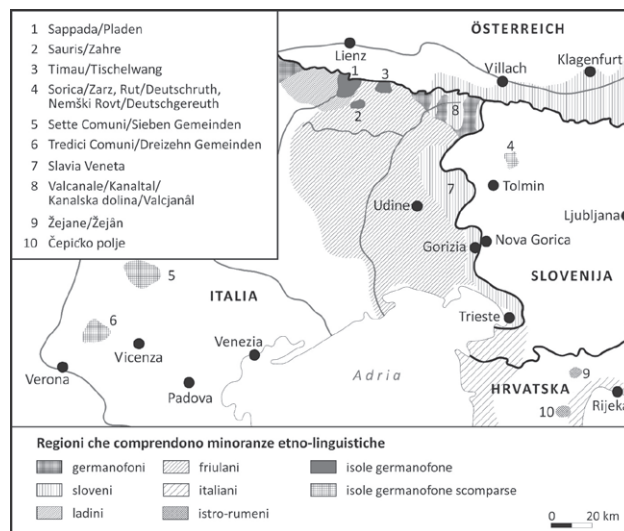 1 Sappada/Pladen
2 Sauris/Zahre
3 Timau/Tischelwang
4 Sorica/Zarz, Rut/Deutschruth,
Nemški Rovt/Deutschgereuth
5 Sette Comuni/Sieben Gemeinden
6 Tredici Comuni/Dreizehn Gemeinden
7 Slavia Veneta
8 Valcanale/Kanaltal/
Kanalska dolina/Valcjanâl
9 Žejane/Žejân
10 Čepićko polje
ÖSTERREICH
Lienz
Villach
Klagenfurt
1
3
2
8
4
7
Tolmin
Udine
Ljubljana
Gorizia
Nova Gorica
SLOVENIJA
5
ITALIA
Trieste
6
Vicenza
Venezia
Verona
Padova
Adria
HRVATSKA
9
10
Rijeka
Regioni che comprendono minoranze etno-linguistiche
germanofoni
friulani
isole germanofone
sloveni
italiani
isole germanofone scomparse
ladini
istro-rumeni
0 20 km